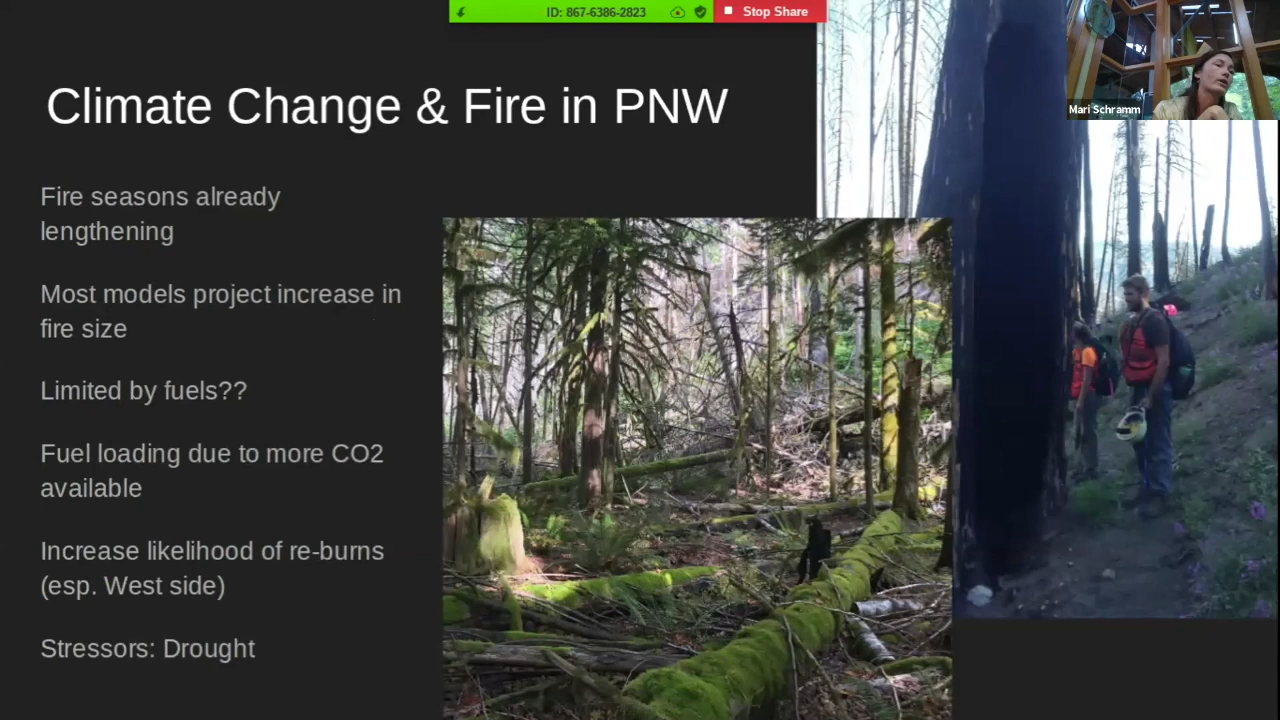 ID: 867-6386-2823
Stop Share
Mari Schramm
Climate Change & Fire in PNW
Fire seasons already
lengthening
Most models project increase in
fire size
Limited by fuels??
Fuel loading due to more CO2
available
Increase likelihood of re-burns
(esp. West side)
Stressors: Drought